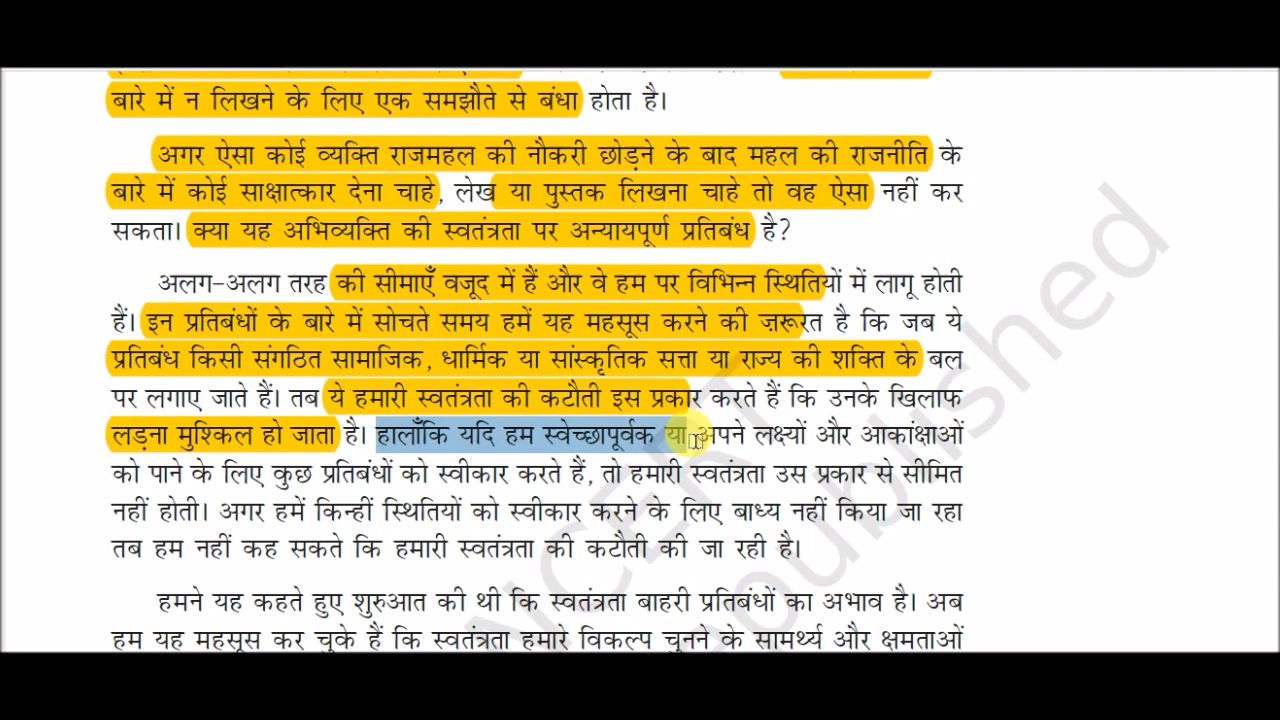 बारे में न लिखने के लिए एक समझौते से बंधा होता है।
अगर ऐसा कोई व्यक्ति राजमहल की नौकरी छोड़ने के बाद महल की राजनीति के
बारे में कोई साक्षात्कार देना चाहे, लेख या पुस्तक लिखना चाहे तो वह ऐसा नहीं कर
सकता। क्या यह अभिव्यक्ति की स्वतंत्रता पर अन्यायपूर्ण प्रतिबंध है?
अलग-अलग तरह की सीमाएँ वजूद में हैं और वे हम पर विभिन्न स्थितियों में लागू होती
हैं। इन प्रतिबंधों के बारे में सोचते समय हमें यह महसूस करने की ज़रूरत है कि जब ये
प्रतिबंध किसी संगठित सामाजिक, धार्मिक या सांस्कृतिक सत्ता या राज्य की शक्ति के बल
पर लगाए जाते हैं। तब ये हमारी स्वतंत्रता की कटौती इस प्रकार करते हैं कि उनके खिलाफ
लड़ना मुश्किल हो जाता है। हालाँकि यदि हम स्वेच्छापूर्वक या अपने लक्ष्यों और आकांक्षाओं
को पाने के लिए कुछ प्रतिबंधों को स्वीकार करते हैं, तो हमारी स्वतंत्रता उस प्रकार से सीमित
नहीं होती। अगर हमें किन्हीं स्थितियों को स्वीकार करने के लिए बाध्य नहीं किया जा रहा
तब हम नहीं कह सकते कि हमारी स्वतंत्रता की कटौती की जा रही है।
हमने यह कहते हुए शुरुआत की थी कि स्वतंत्रता बाहरी प्रतिबंधों का अभाव है। अब
हम यह महसूस कर चुके हैं कि स्वतंत्रता हमारे विकल्प चुनने के सामर्थ्य और क्षमताओं
NCERT
published